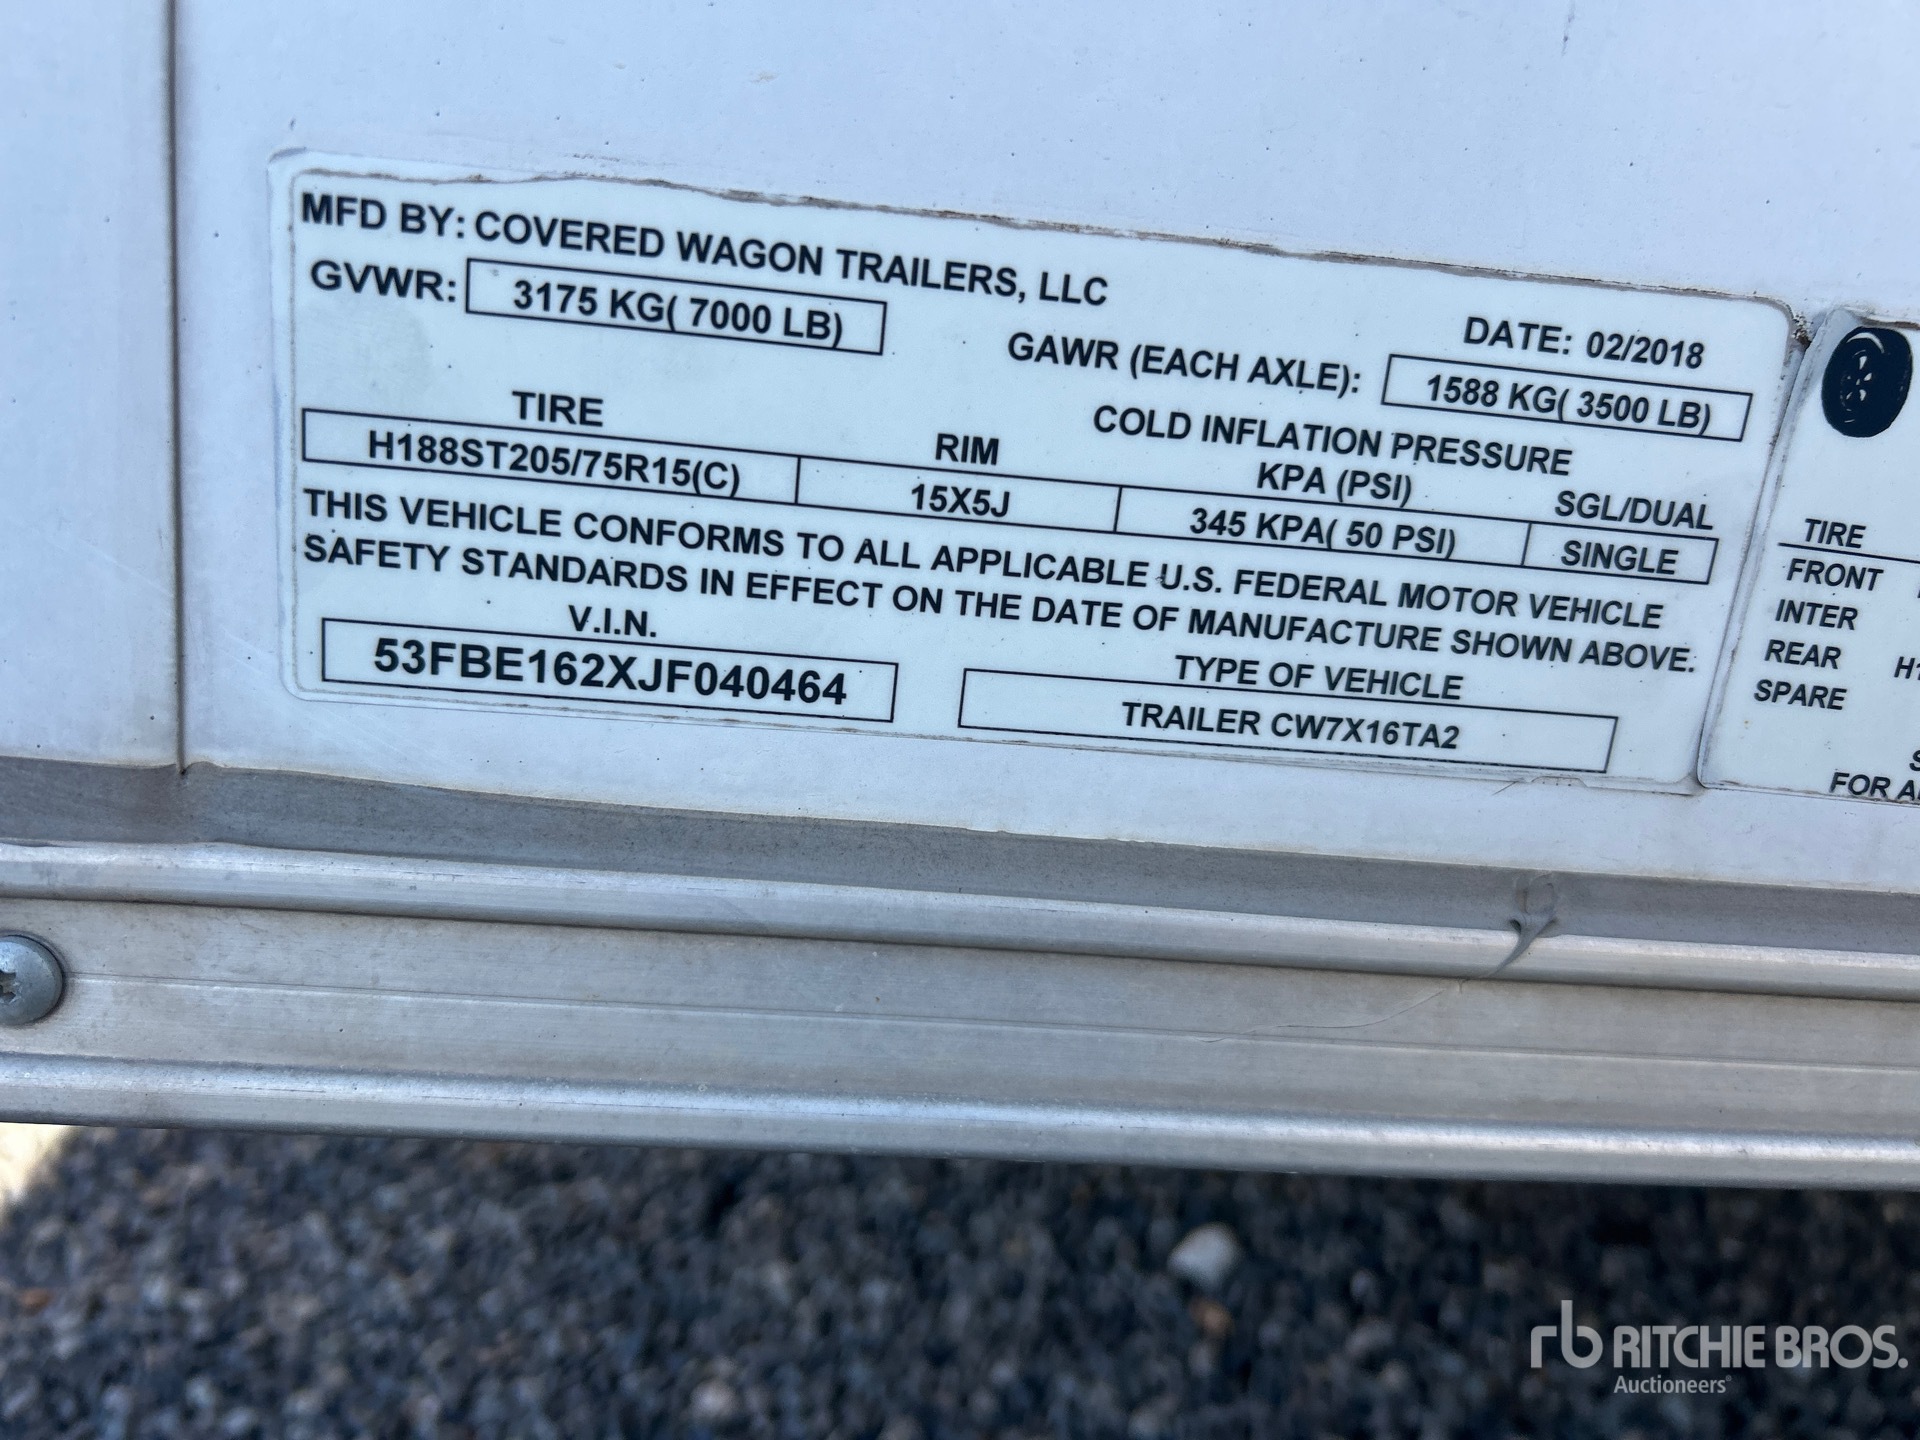 MFD BY: COVERED WAGON TRAILERS, LLC
GVWR: 3175 KG( 7000 LB)
DATE: 02/2018
GAWR (EACH AXLE): 1588 KG( 3500 LB)
COLD INFLATION PRESSURE
TIRE RIM KPA (PSI) SGL/DUAL
H188ST205/75R15(C) 15X5J 345 KPA( 50 PSI) SINGLE
THIS VEHICLE CONFORMS TO ALL APPLICABLE U.S. FEDERAL MOTOR VEHICLE
SAFETY STANDARDS IN EFFECT ON THE DATE OF MANUFACTURE SHOWN ABOVE.
V.I.N. TYPE OF VEHICLE
53FBE162XJF040464 TRAILER CW7X16TA2
TIRE
FRONT
INTER
REAR
SPARE
FOR
rb RITCHIE BROS.
Auctioneers